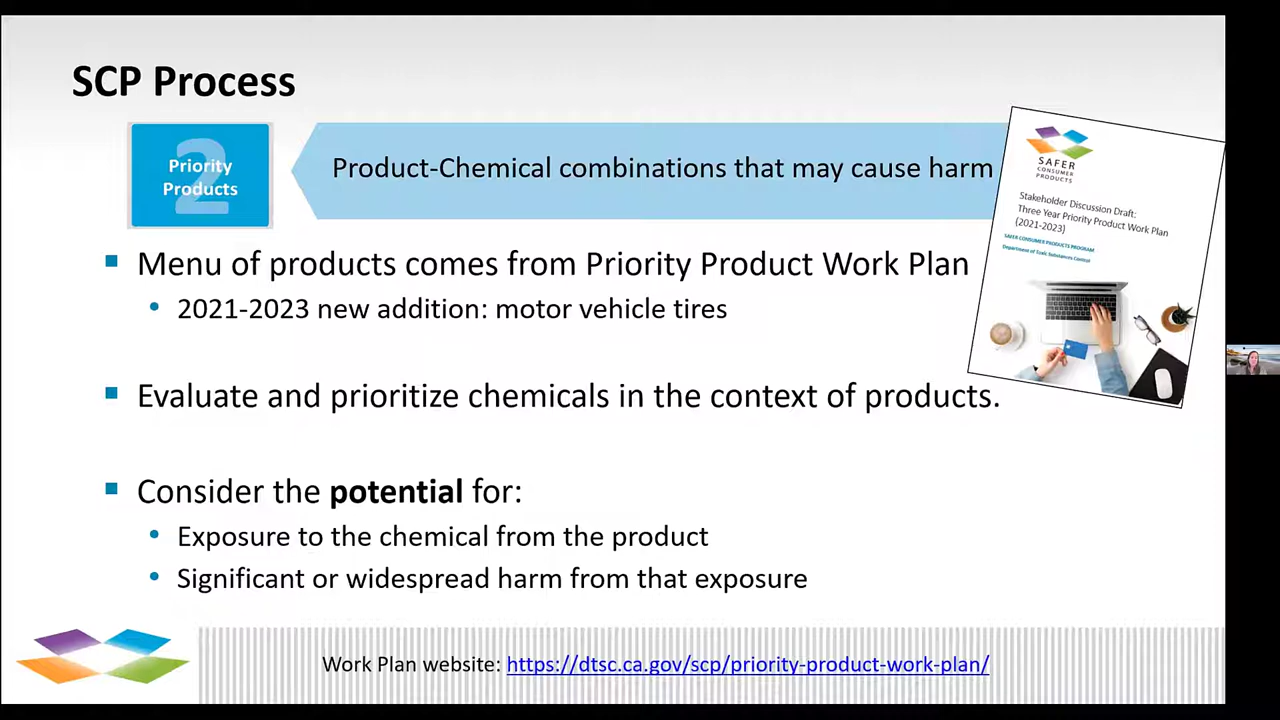 SCP Process
2
Priority
Products
Product-Chemical combinations that may cause harm
SAFER
CONSUMER
PRODUCTS
Stakeholder Discussion Draft:
Three Year Priority Product Work Plan
(2021-2023)
SAFER CONSUMER PRODUCTS PROGRAM
Department of Toxic Substances Control
Menu of products comes from Priority Product Work Plan
2021-2023 new addition: motor vehicle tires
Evaluate and prioritize chemicals in the context of products.
Consider the potential for:
Exposure to the chemical from the product
Significant or widespread harm from that exposure
Work Plan website: https://dtsc.ca.gov/scp/priority-product-work-plan/